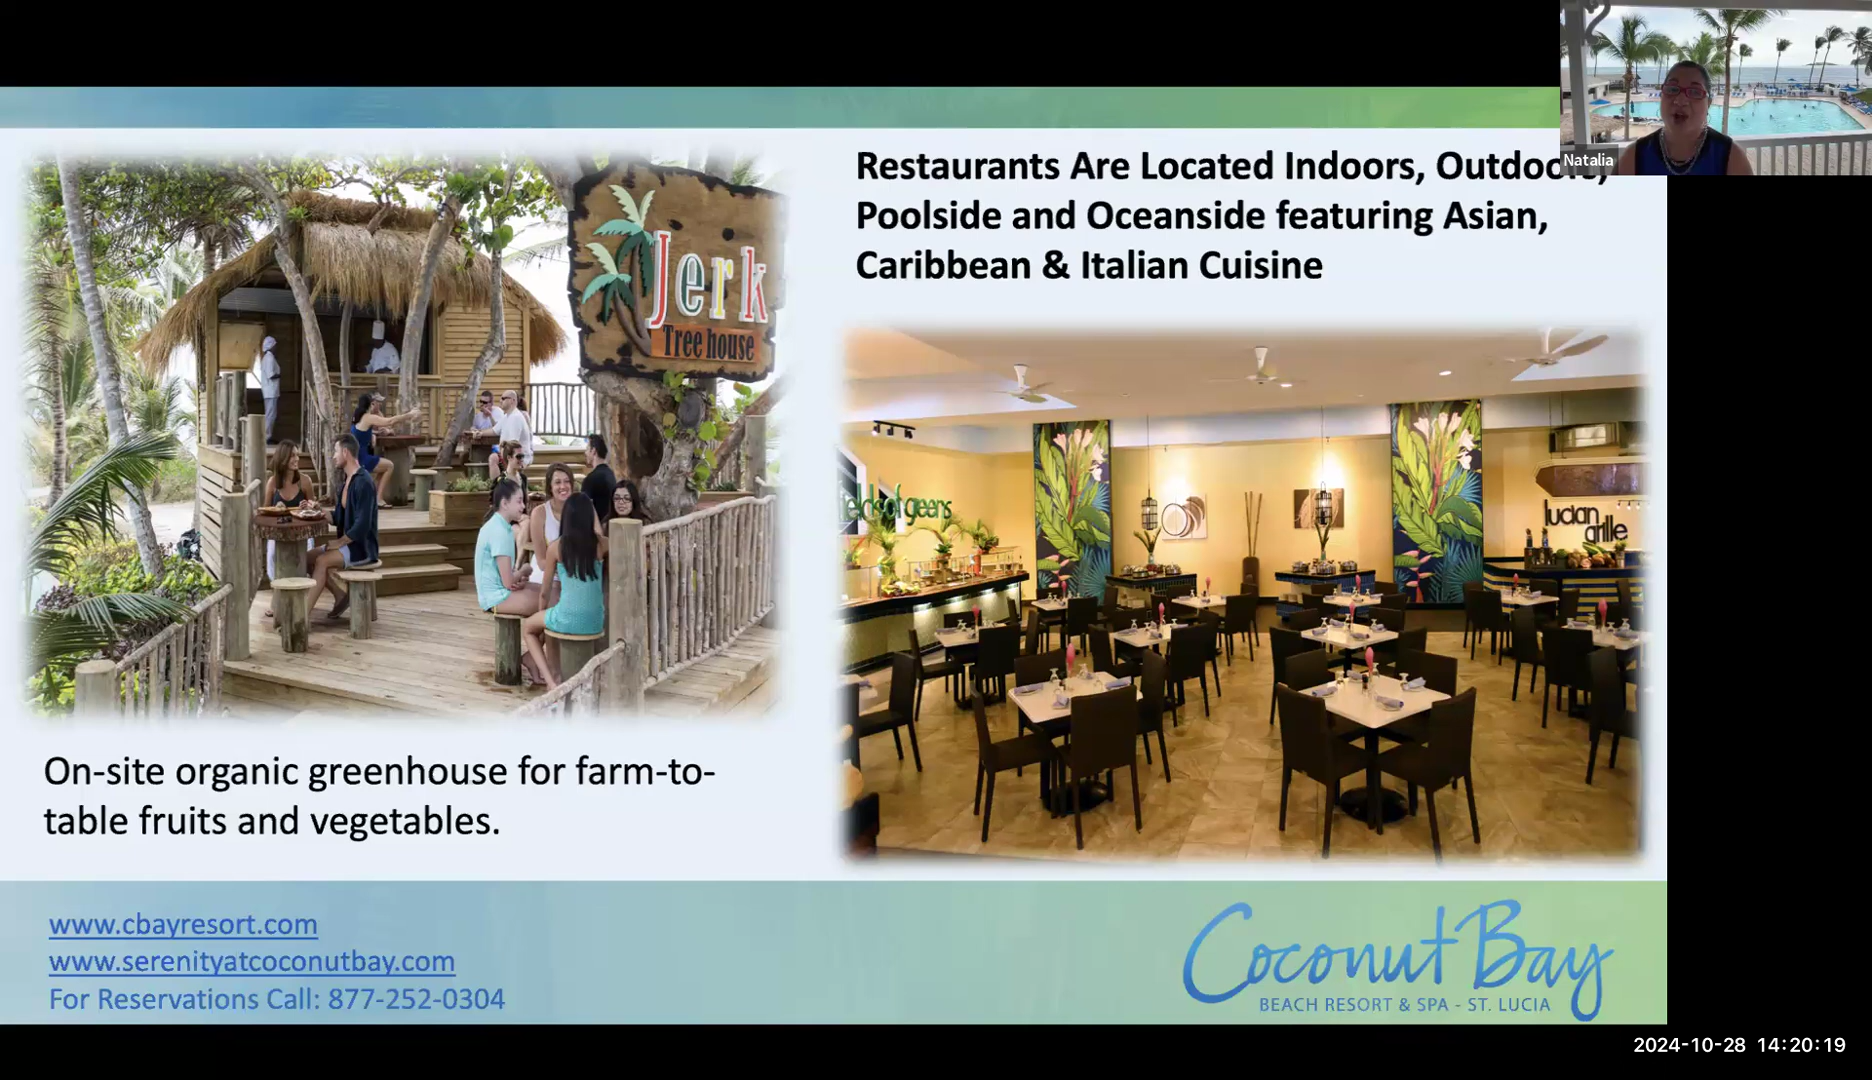 Natalia
Restaurants Are Located Indoors, Outdoors,
Poolside and Oceanside featuring Asian,
Caribbean & Italian Cuisine
Jerk
Tree house
fields of greens
lucian
grille
On-site organic greenhouse for farm-to-
table fruits and vegetables.
www.cbayresort.com
www.serenityatcoconutbay.com
For Reservations Call: 877-252-0304
Coconut Bay
BEACH RESORT & SPA - ST. LUCIA
2024-10-28 14:20:19